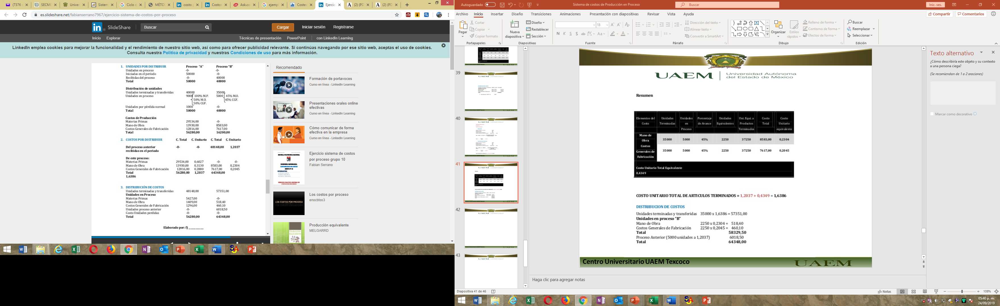 (7376
SECME
Univer
Sistem
Ciclo d
MÉTO
costo p
Costos
Ask.co
ejempl
Costeo
Ejercic
(2) (PD
(2) (PD
es.slideshare.net/fabianserrano7967/ejercicio-sistema-de-costos-por-proceso
SlideShare
Buscar
Cargar
Iniciar sesión
Registrarse
Inicio Explorar
Técnicas de presentación PowerPoint con LinkedIn Learning
LinkedIn emplea cookies para mejorar la funcionalidad y el rendimiento de nuestro sitio web, así como para ofrecer publicidad relevante. Si continúas navegando por ese sitio web, aceptas el uso de cookies.
Consulta nuestra Política de privacidad y nuestras Condiciones de uso para más información.
1. UNIDADES POR DISTRIBUIR Proceso "A" Proceso "B"
Unidades en proceso -0- -0-
Iniciadas en el periodo 50000 -0-
Recibidas del proceso -0- 40000
Total 50000 40000
Distribución de unidades
Unidades terminadas y transferidas 40000 35000
Unidades en proceso 9000 100% M.P. 5000 45% M.O.
50% M.O. 45% CGF.
50% CGF.
Unidades por pérdida normal 1000 -0-
Total 50000 40000
Costos de Producción
Materias Primas 29534,00 -0-
Mano de Obra 13930,00 8583,00
Costos Generales de Fabricación 12816,00 7617,00
Total 56280,00 16200,00
2. COSTOS POR DISTRIBUIR C. Total C. Unitario C. Total C. Unitario
Del proceso anterior -0- -0- 48148,00 1,2037
recibidas en el periodo
De este proceso:
Materias Primas 29534,00 0,6027 -0- -0-
Mano de Obra 13930,00 0,3130 8583,00 0,2304
Costos Generales de Fabricación 12816,00 0,2880 7617,00 0,2045
Total 56280,00 1,2037 64348,00
1,6386
3. DISTRIBUCIÓN DE COSTOS
Unidades terminadas y transferidas 48148,00 57351,00
Unidades en Proceso
Materias Primas 5427,00 -0-
Mano de Obra 1409,00 518,40
Costos Generales de Fabricación 1296,00 460,10
Unidades proceso anterior -0- 6018,50
Costo Unidades perdidas -0- -0-
Total 56280,00 64348,00
Elaborado por: f) ___________
Recomendado
Formación de portavoces
Curso en línea - LinkedIn Learning
Presentaciones orales online
efectivas
Curso en línea - LinkedIn Learning
Cómo comunicar de forma
efectiva en la empresa
Curso en línea - LinkedIn Learning
Ejercicio sistema de costos
por proceso grupo 10
Fabian Serrano
Los costos por proceso
enocbtos3
LOS COSTOS POR PROCESO
Producción equivalente
MELGARRD
Autoguardado
Sistema de costos de Producción en Proceso
Buscar
Inic. ses.
Archivo Inicio Insertar Diseño Transiciones Animaciones Presentación con diapositivas Revisar Vista Ayuda
Compartir Comentarios
Pegar
Cortar
Copiar
Copiar formato
Portapapeles
Nueva
diapositiva
Diseño
Restablecer
Sección
Diapositivas
18
N K S S ab AV Aa A
Fuente
Dirección del texto
Alinear texto
Convertir a SmartArt
Párrafo
Organizar
Estilos
rápidos
Relleno de forma
Contorno de forma
Efectos de forma
Dibujo
Buscar
Reemplazar
Seleccionar
Edición
39
40
41
42
43
UAEM Universidad Autónoma
del Estado de México
Resumen
Elementos del Unidades Unidades Porcentaje Unidades Uni. Equi. a Costo Costo
Costo Terminadas en de Avance Equivalentes Productos Total Unitario
Proceso Terminados equivalente
Mano de
Obra 35000 5000 45% 2250 37250 8583,00 0,2304
Costos
Generales de 35000 5000 45% 2250 37250 7617,00 0,2045
Fabricación
Costo Unitario Total Equivalente
0,4349
COSTO UNITARIO TOTAL DE ARTICULOS TERMINADOS = 1,2037 + 0,4349 = 1,6386
DISTRIBUCION DE COSTOS
Unidades terminadas y transferidas 35000 x 1,6386 = 57351,00
Unidades en proceso "B"
Mano de Obra 2250 x 0,2304 = 518,40
Costos Generales de Fabricación 2250 x 0,2045 = 460,10
Total 58329,50
Proceso Anterior (5000 unidades a 1,2037) 6018,50
Total 64348,00
Centro Universitario UAEM Texcoco UAEM
Haga clic para agregar notas
Texto alternativo
¿Cómo describiría este objeto y su contexto
a una persona ciega?
(Se recomiendan de 1 a 2 oraciones)
Marcar como decorativo
Diapositiva 41 de 46
Notas
108%
05:40 p. m.
24/09/2019